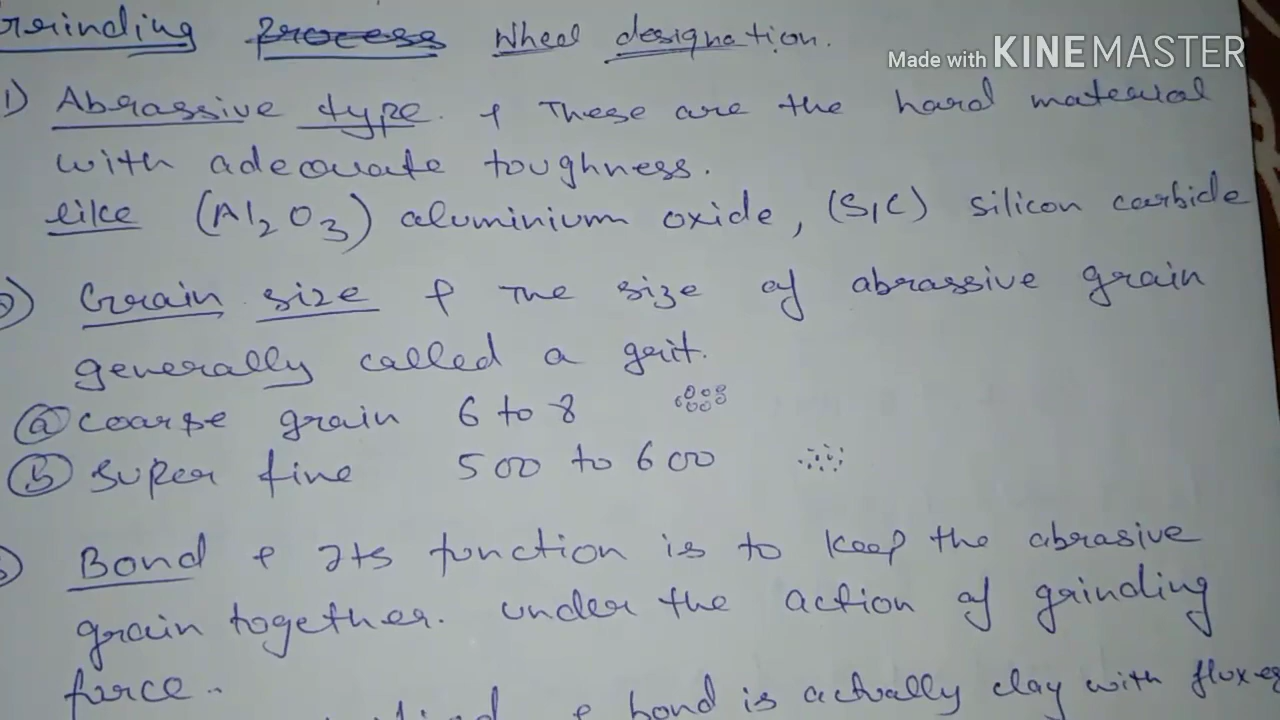 Grinding process Wheel designation.
Made with KINEMASTER
1) Abrassive type. These are the hard material
with adequate toughness.
like (Al2O3) aluminium oxide, (SiC) silicon carbide
2) Grain size The size of abrassive grain
generally called a grit.
a coarse grain 6 to 8
b super fine 500 to 600
Bond Its function is to keep the abrasive
grain together. under the action of grinding
force..
bond is actually clay with flux-es